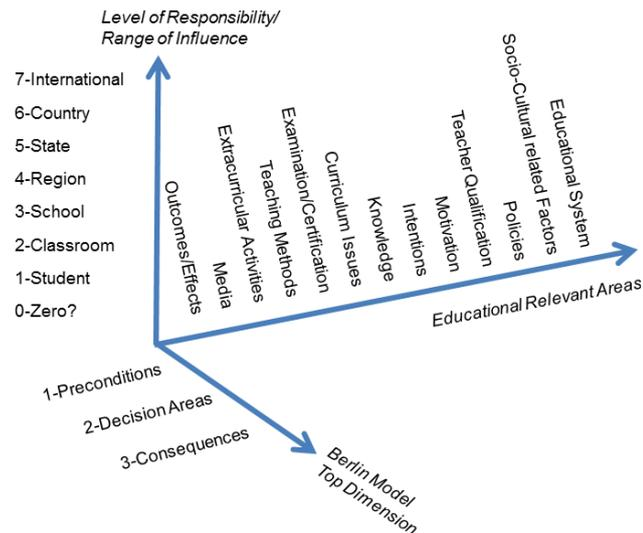 Level of Responsibility/
Range of Influence
7-International
6-Country
5-State
4-Region
3-School
2-Classroom
1-Student
0-Zero?
Outcomes/Effects
Media
Extracurricular Activities
Teaching Methods
Examination/Certification
Curriculum Issues
Knowledge
Intentions
Motivation
Teacher Qualification
Policies
Socio-Cultural related Factors
Educational System
Educational Relevant Areas
1-Preconditions
2-Decision Areas
3-Consequences
Berlin Model
Top Dimension